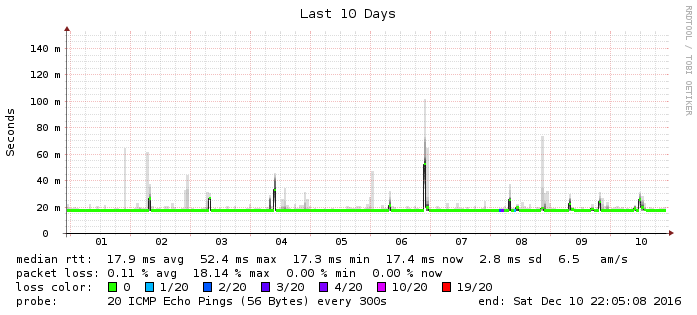 Last 10 Days
RRDTOOL / TOBI OETIKER
Seconds
140 m
120 m
100 m
80 m
60 m
40 m
20 m
0
01 02 03 04 05 06 07 08 09 10
median rtt: 17.9 ms avg 52.4 ms max 17.3 ms min 17.4 ms now 2.8 ms sd 6.5 am/s
packet loss: 0.11 % avg 18.14 % max 0.00 % min 0.00 % now
loss color: 0 1/20 2/20 3/20 4/20 10/20 19/20
probe: 20 ICMP Echo Pings (56 Bytes) every 300s end: Sat Dec 10 22:05:08 2016